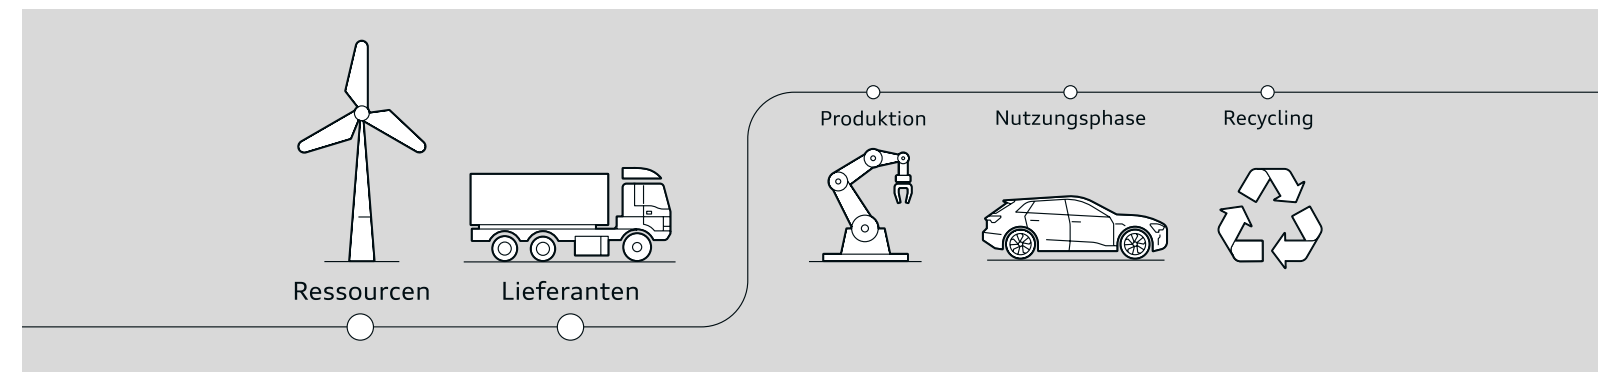 Ressourcen
Lieferanten
Produktion
Nutzungsphase
Recycling